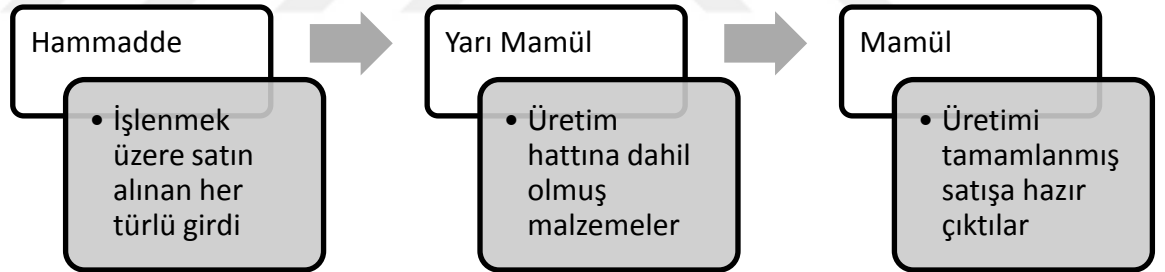 Hammadde
• İşlenmek
üzere satın
alınan her
türlü girdi
Yarı Mamül
• Üretim
hattına dahil
olmuş
malzemeler
Mamül
• Üretimi
tamamlanmış
satışa hazır
çıktılar